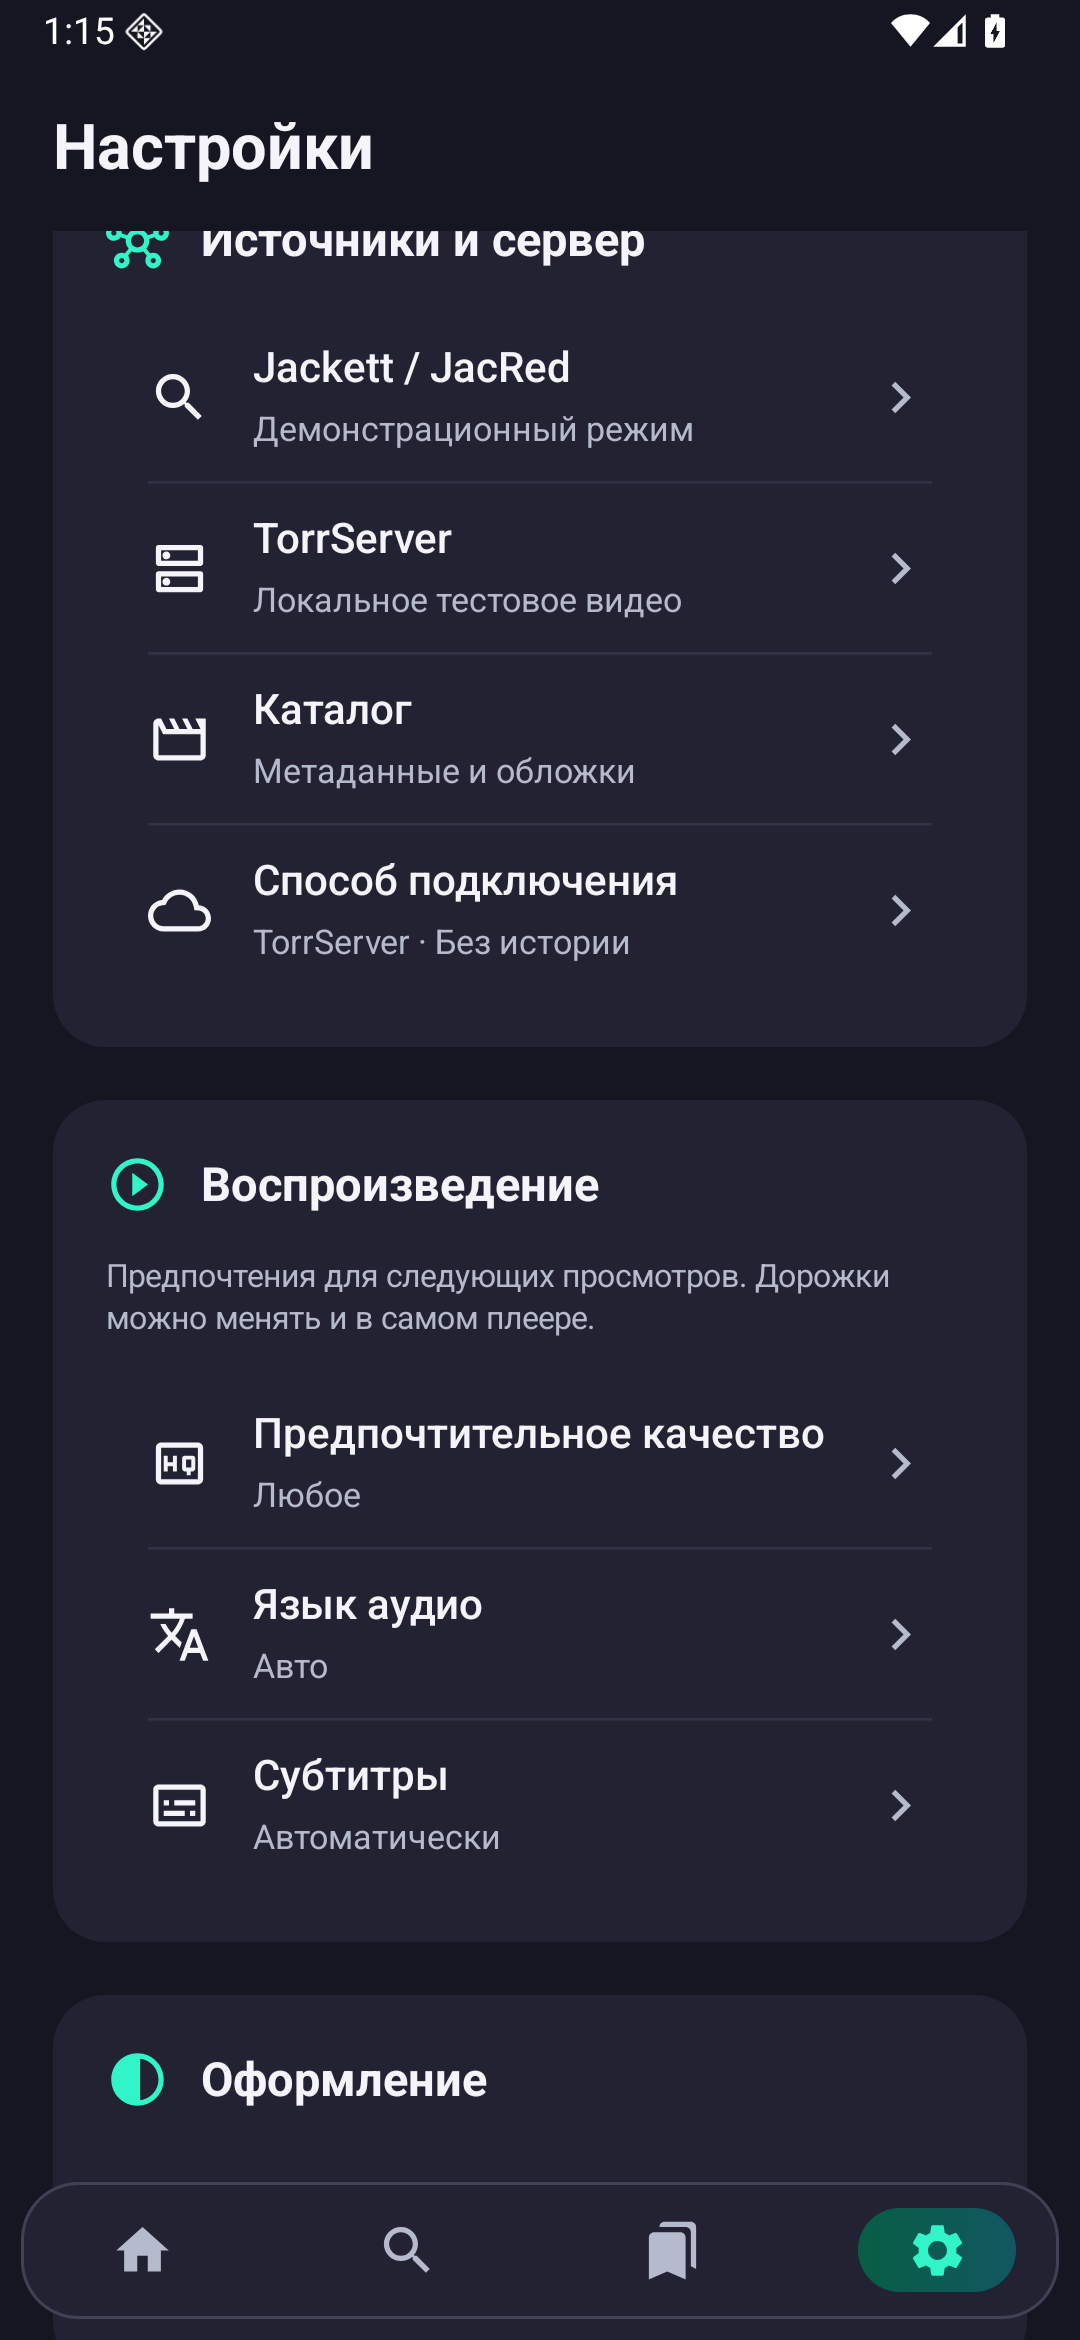 1:15
Настройки
Источники и сервер
Jackett / JacRed
Демонстрационный режим
TorrServer
Локальное тестовое видео
Каталог
Метаданные и обложки
Способ подключения
TorrServer · Без истории
Воспроизведение
Предпочтения для следующих просмотров. Дорожки
можно менять и в самом плеере.
HQ
Предпочтительное качество
Любое
Язык аудио
Авто
Субтитры
Автоматически
Оформление